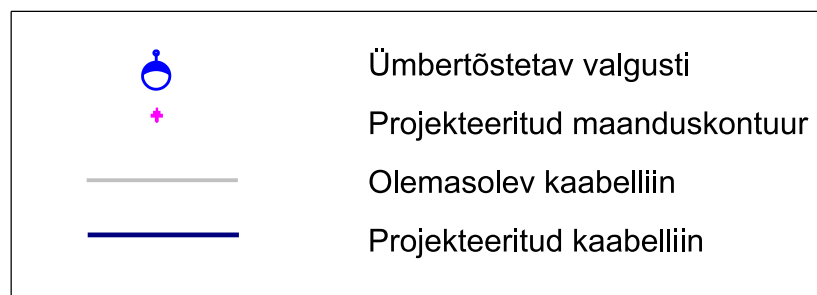 Ümbertõstetav valgusti
Projekteeritud maanduskontuur
Olemasolev kaabelliin
Projekteeritud kaabelliin